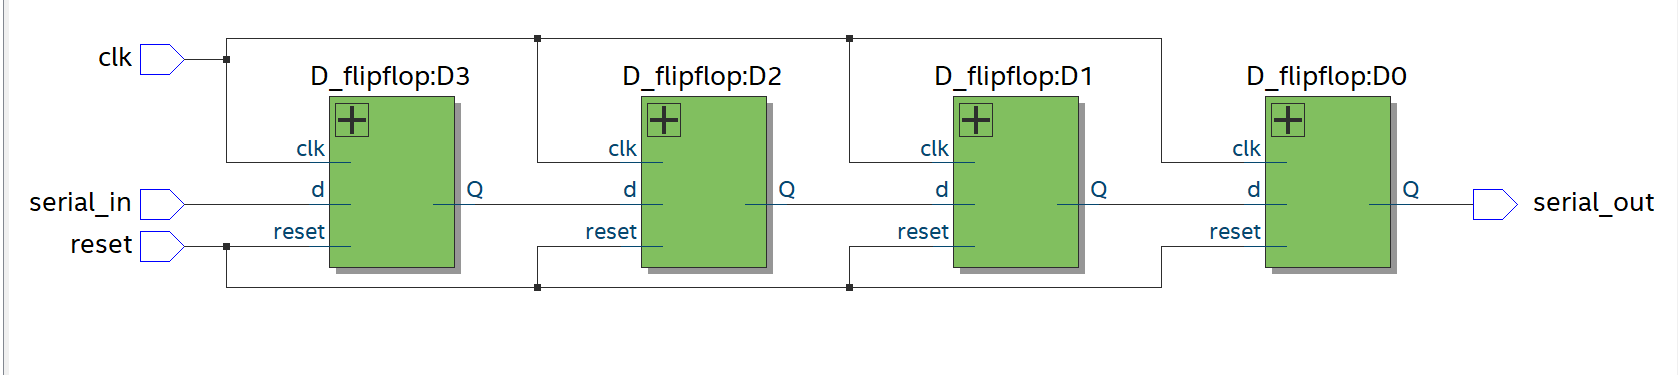 clk
D_flipflop:D3
D_flipflop:D2
D_flipflop:D1
D_flipflop:D0
clk
clk
clk
clk
serial_in
d
Q
d
Q
d
Q
d
Q
serial_out
reset
reset
reset
reset
reset